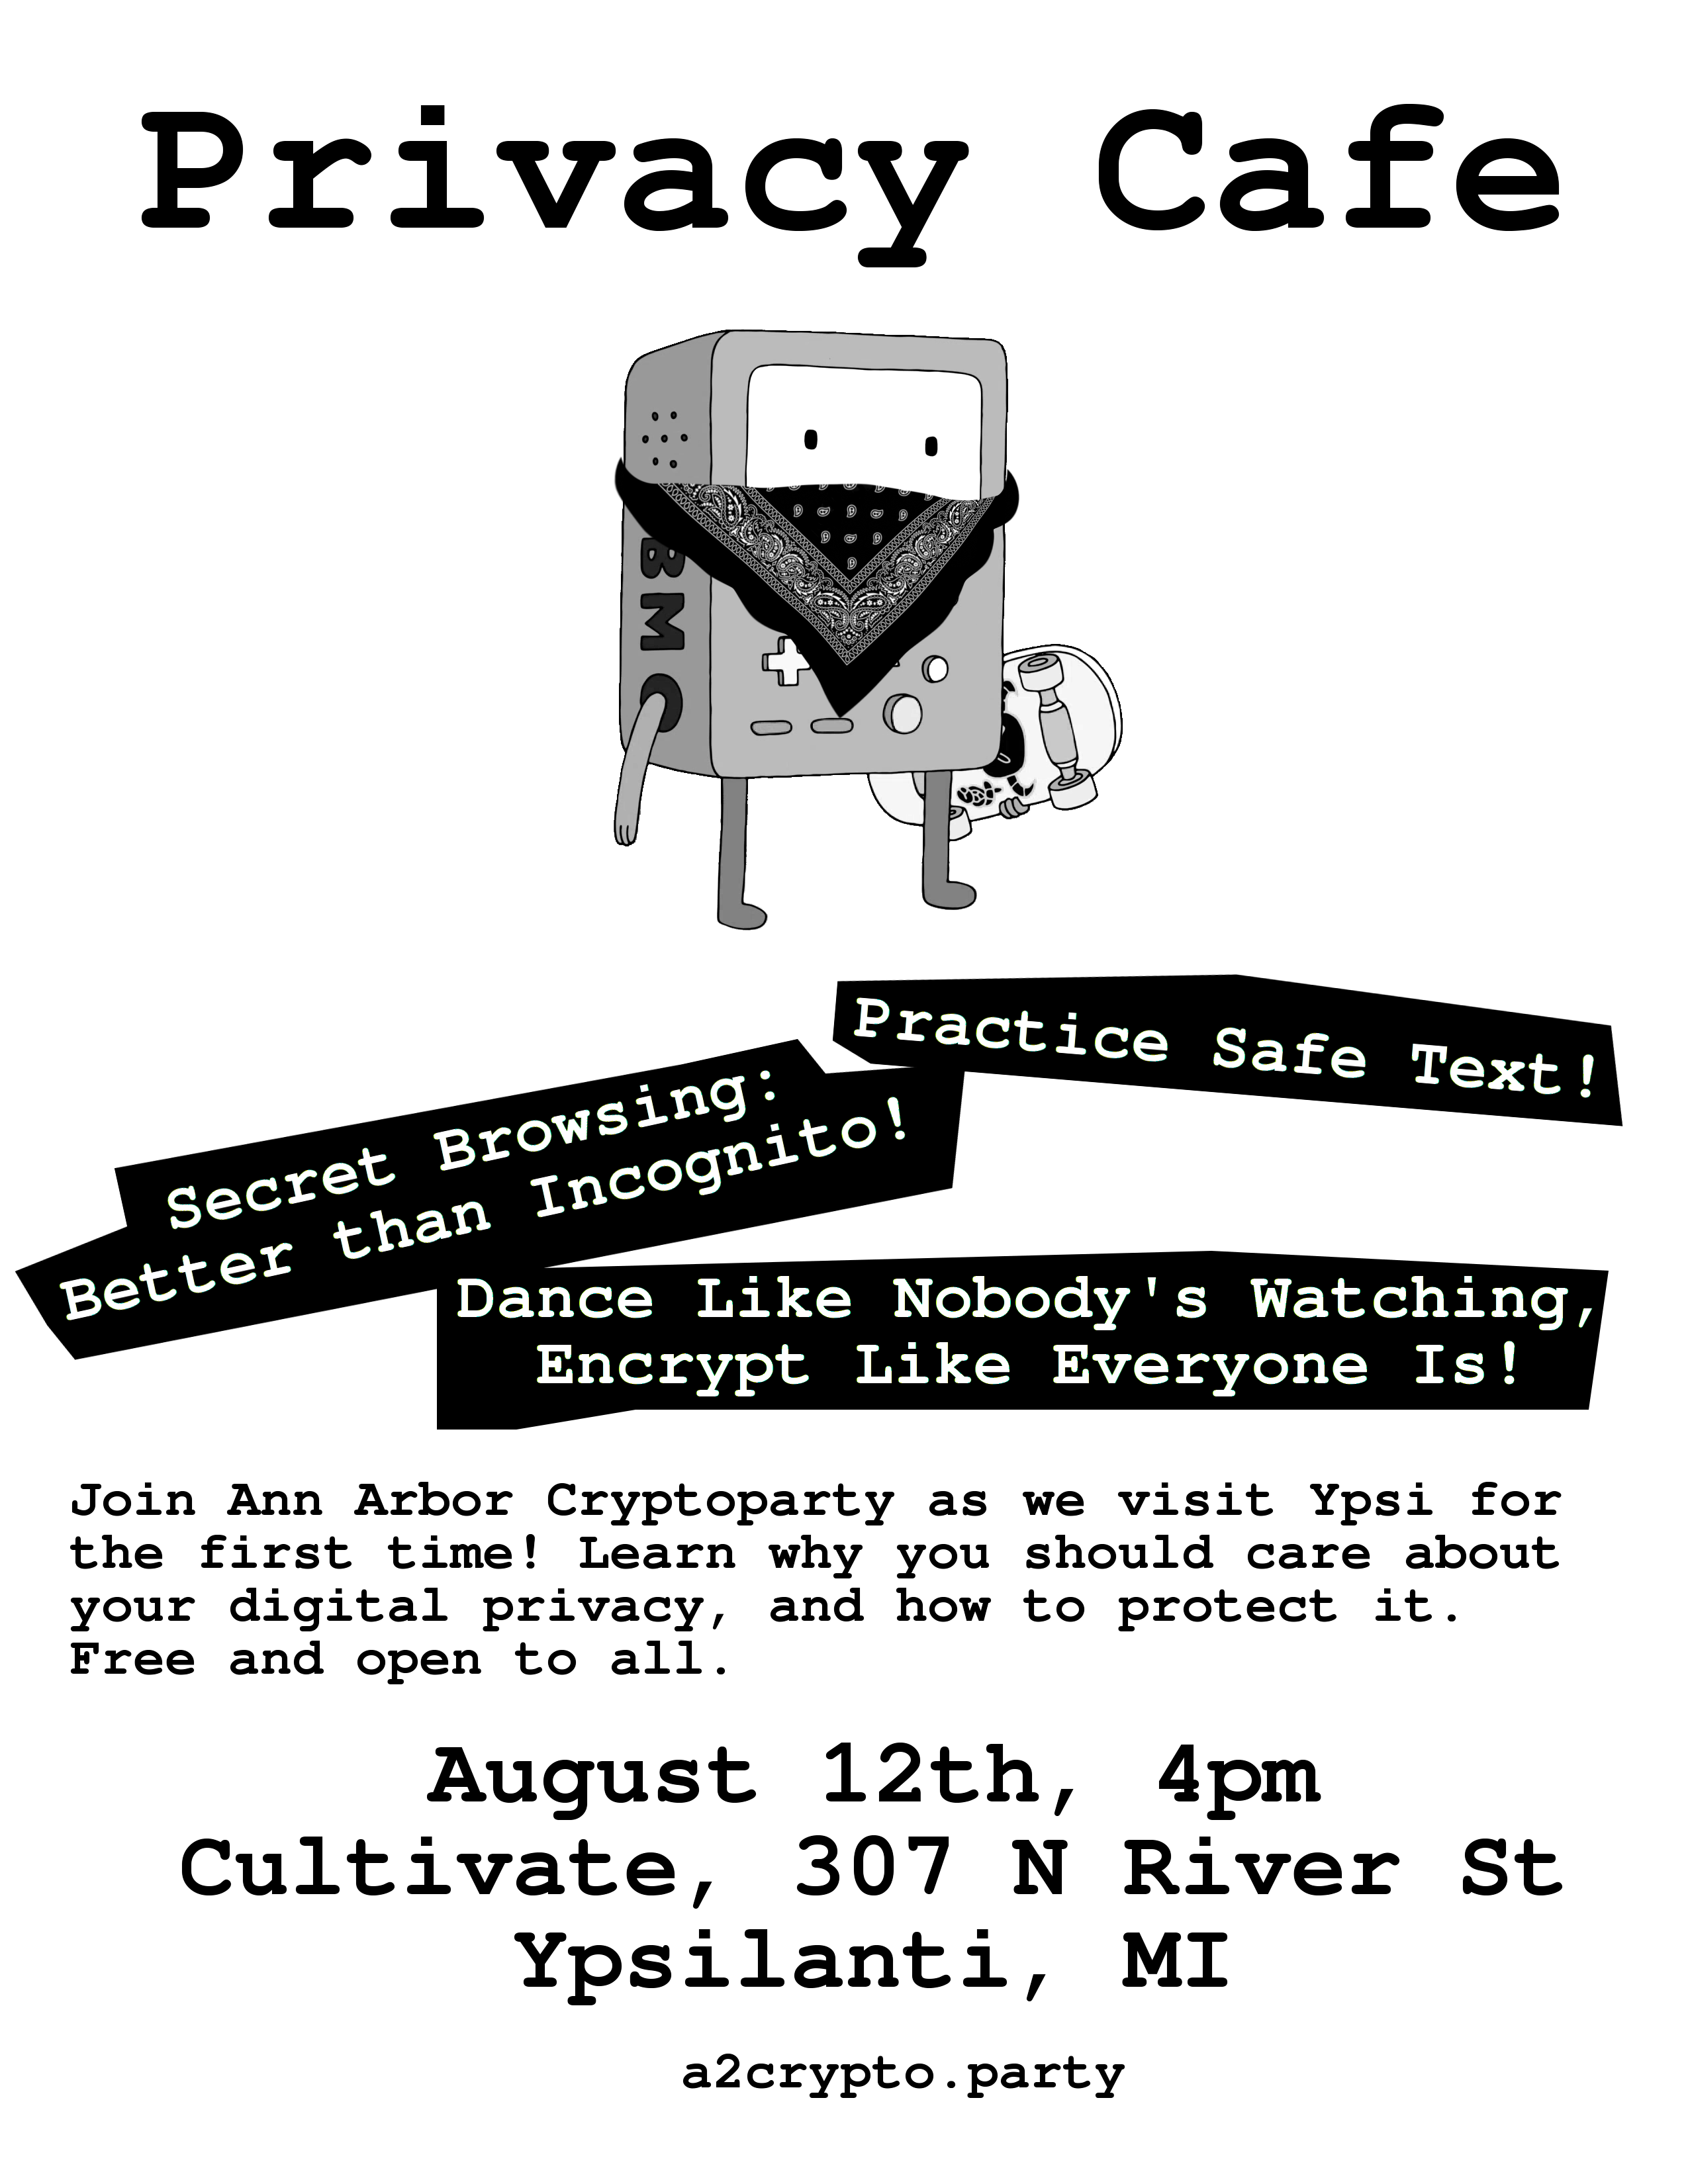 Privacy Cafe
BMO
Practice Safe Text!
Secret Browsing:
Better than Incognito!
Dance Like Nobody's Watching,
Encrypt Like Everyone Is!
Join Ann Arbor Cryptoparty as we visit Ypsi for
the first time! Learn why you should care about
your digital privacy, and how to protect it.
Free and open to all.
August 12th, 4pm
Cultivate, 307 N River St
Ypsilanti, MI
a2crypto.party